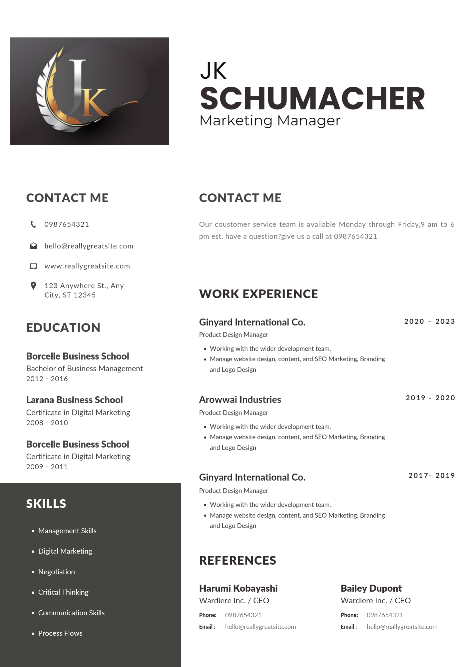 JK
JK
SCHUMACHER
Marketing Manager
CONTACT ME
0987654321
hello@reallygreatsite.com
www.reallygreatsite.com
123 Anywhere St., Any
City, ST 12345
EDUCATION
Borcelle Business School
Bachelor of Business Management
2012 - 2016
Larana Business School
Certificate in Digital Marketing
2008 - 2010
Borcelle Business School
Certificate in Digital Marketing
2009 - 2011
SKILLS
• Management Skills
• Digital Marketing
• Negotiation
• Critical Thinking
• Communication Skills
• Process Flows
CONTACT ME
Our coustomer service team is available Monday through Friday,9 am to 6
pm est. have a question?give us a call at 0987654321
WORK EXPERIENCE
Ginyard International Co. 2020 - 2023
Product Design Manager
• Working with the wider development team.
• Manage website design, content, and SEO Marketing, Branding
and Logo Design
Arowwai Industries 2019 - 2020
Product Design Manager
• Working with the wider development team.
• Manage website design, content, and SEO Marketing, Branding
and Logo Design
Ginyard International Co. 2017- 2019
Product Design Manager
• Working with the wider development team.
• Manage website design, content, and SEO Marketing, Branding
and Logo Design
REFERENCES
Harumi Kobayashi
Wardiere Inc. / CEO
Phone: 0987654321
Email : hello@reallygreatsite.com
Bailey Dupont
Wardiere Inc. / CEO
Phone: 0987654321
Email : hello@reallygreatsite.com